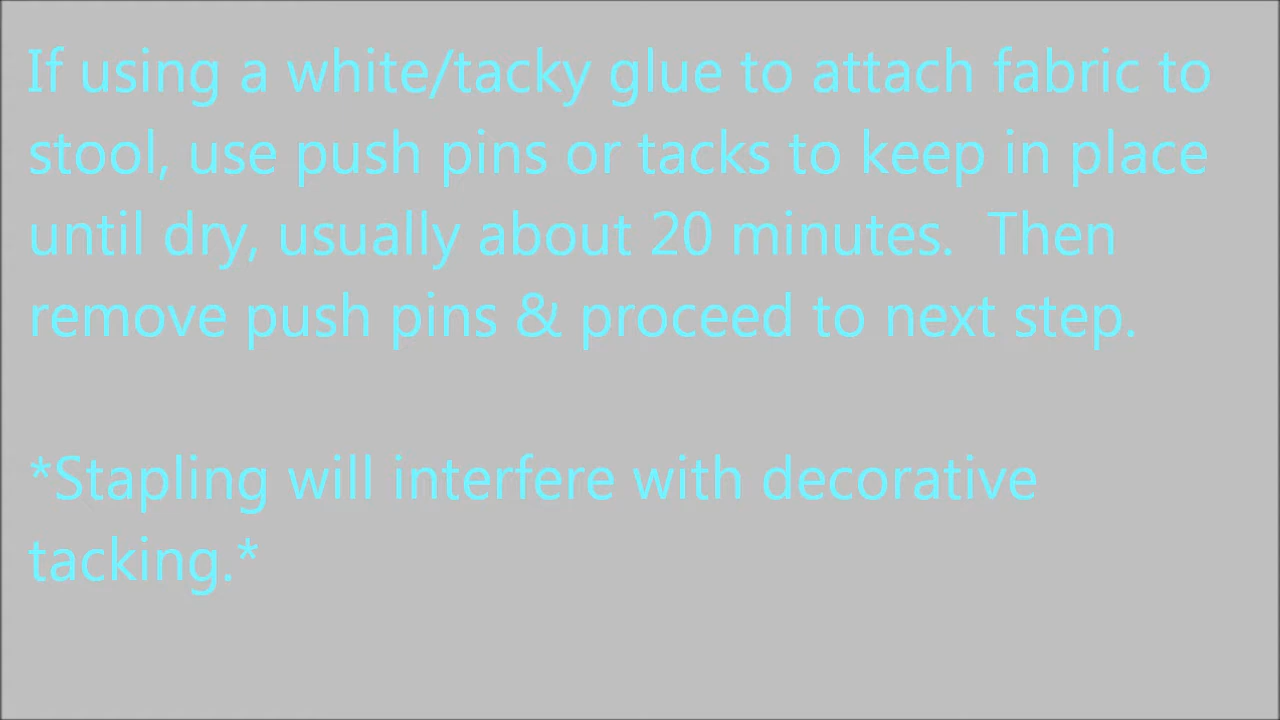 If using a white/tacky glue to attach fabric to
stool, use push pins or tacks to keep in place
until dry, usually about 20 minutes.  Then
remove push pins & proceed to next step.
*Stapling will interfere with decorative
tacking.*